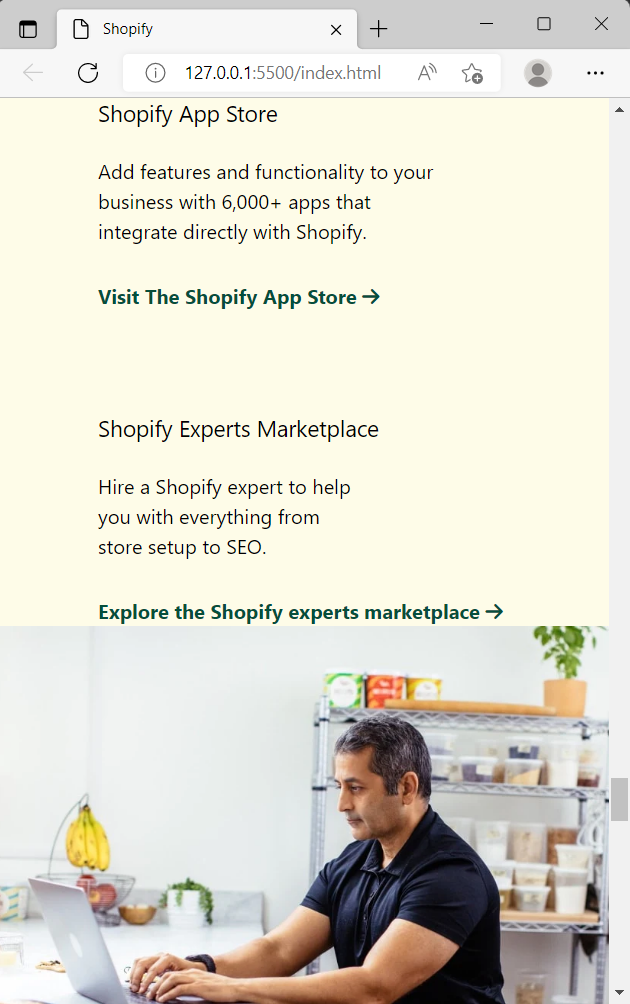 Shopify
127.0.0.1:5500/index.html
Shopify App Store
Add features and functionality to your
business with 6,000+ apps that
integrate directly with Shopify.
Visit The Shopify App Store →
Shopify Experts Marketplace
Hire a Shopify expert to help
you with everything from
store setup to SEO.
Explore the Shopify experts marketplace →